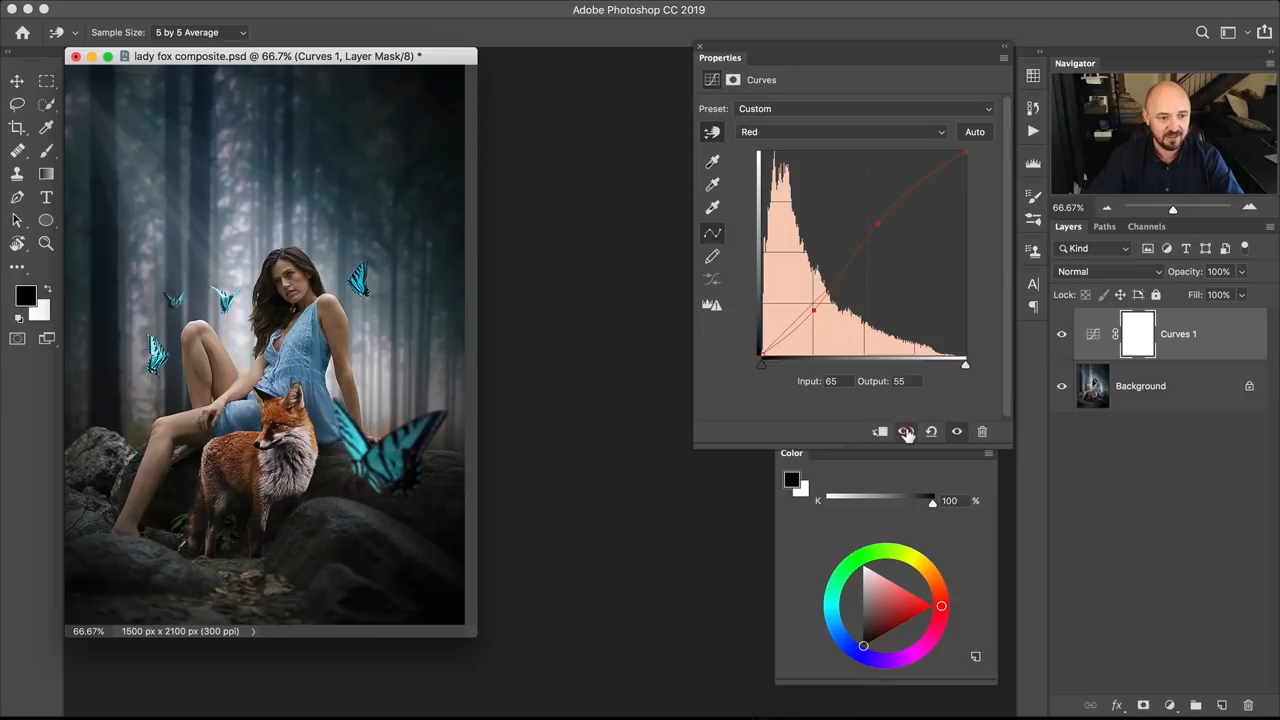 Adobe Photoshop CC 2019
Sample Size: 5 by 5 Average
lady fox composite.psd @ 66.7% (Curves 1, Layer Mask/8) *
66.67% 1500 px x 2100 px (300 ppi)
Properties
Curves
Preset: Custom
Red Auto
Input: 65 Output: 55
Color
K 100 %
Navigator
66.67%
Layers Paths Channels
Kind
Normal Opacity: 100%
Lock: Fill: 100%
Curves 1
Background
fx